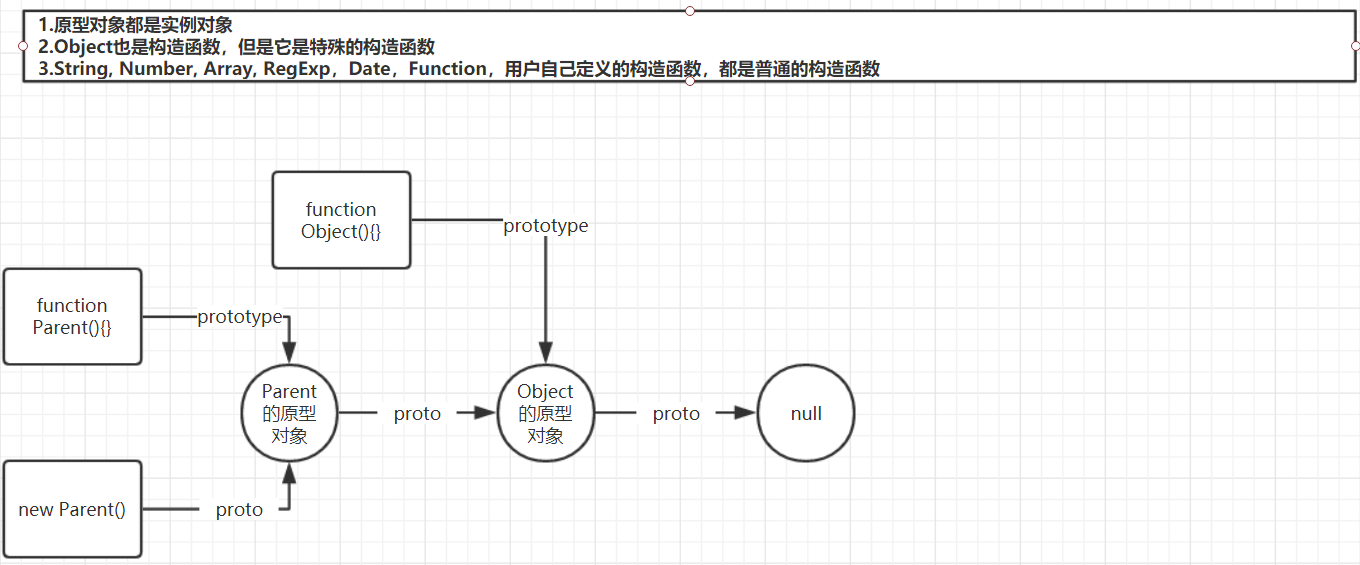 1.原型对象都是实例对象
2.Object也是构造函数，但是它是特殊的构造函数
3.String, Number, Array, RegExp，Date，Function，用户自己定义的构造函数，都是普通的构造函数
function
Object(){}
prototype
function
Parent(){}
prototype
Parent
的原型
对象
proto
Object
的原型
对象
proto
null
new Parent()
proto